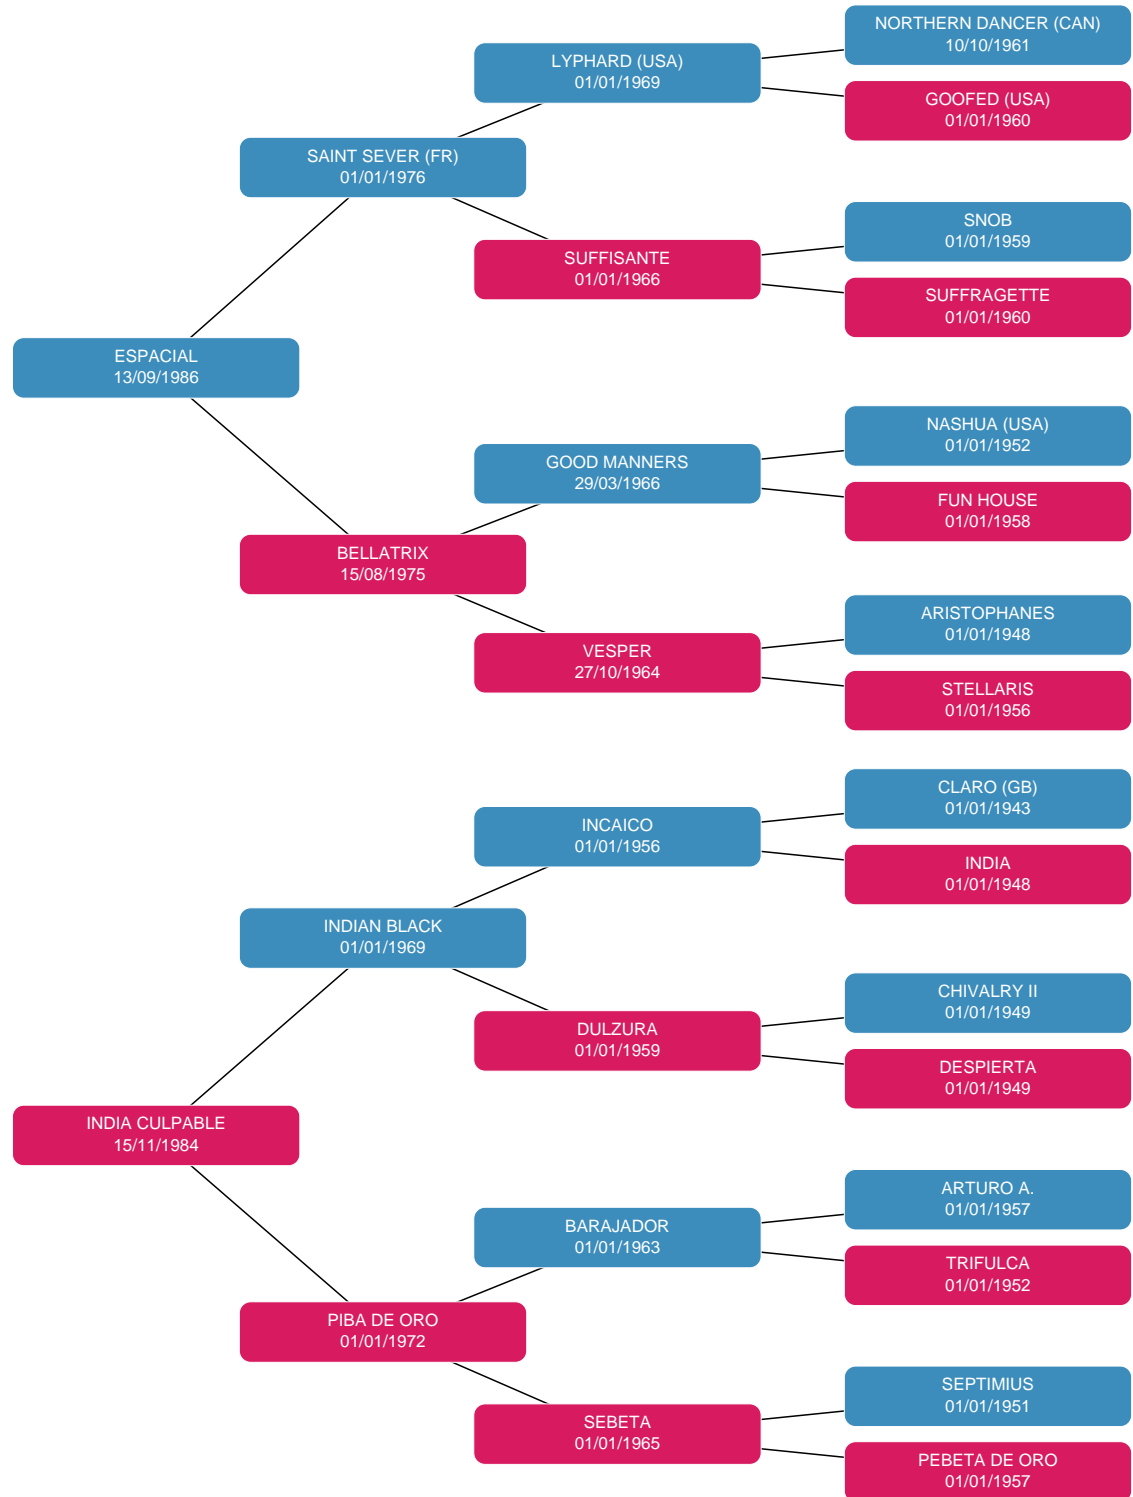 NORTHERN DANCER (CAN)
10/10/1961
LYPHARD (USA)
01/01/1969
GOOFED (USA)
01/01/1960
SAINT SEVER (FR)
01/01/1976
SNOB
01/01/1959
SUFFISANTE
01/01/1966
SUFFRAGETTE
01/01/1960
ESPACIAL
13/09/1986
NASHUA (USA)
01/01/1952
GOOD MANNERS
29/03/1966
FUN HOUSE
01/01/1958
BELLATRIX
15/08/1975
ARISTOPHANES
01/01/1948
VESPER
27/10/1964
STELLARIS
01/01/1956
CLARO (GB)
01/01/1943
INCAICO
01/01/1956
INDIA
01/01/1948
INDIAN BLACK
01/01/1969
CHIVALRY II
01/01/1949
DULZURA
01/01/1959
DESPIERTA
01/01/1949
INDIA CULPABLE
15/11/1984
ARTURO A.
01/01/1957
BARAJADOR
01/01/1963
TRIFULCA
01/01/1952
PIBA DE ORO
01/01/1972
SEPTIMIUS
01/01/1951
SEBETA
01/01/1965
PEBETA DE ORO
01/01/1957